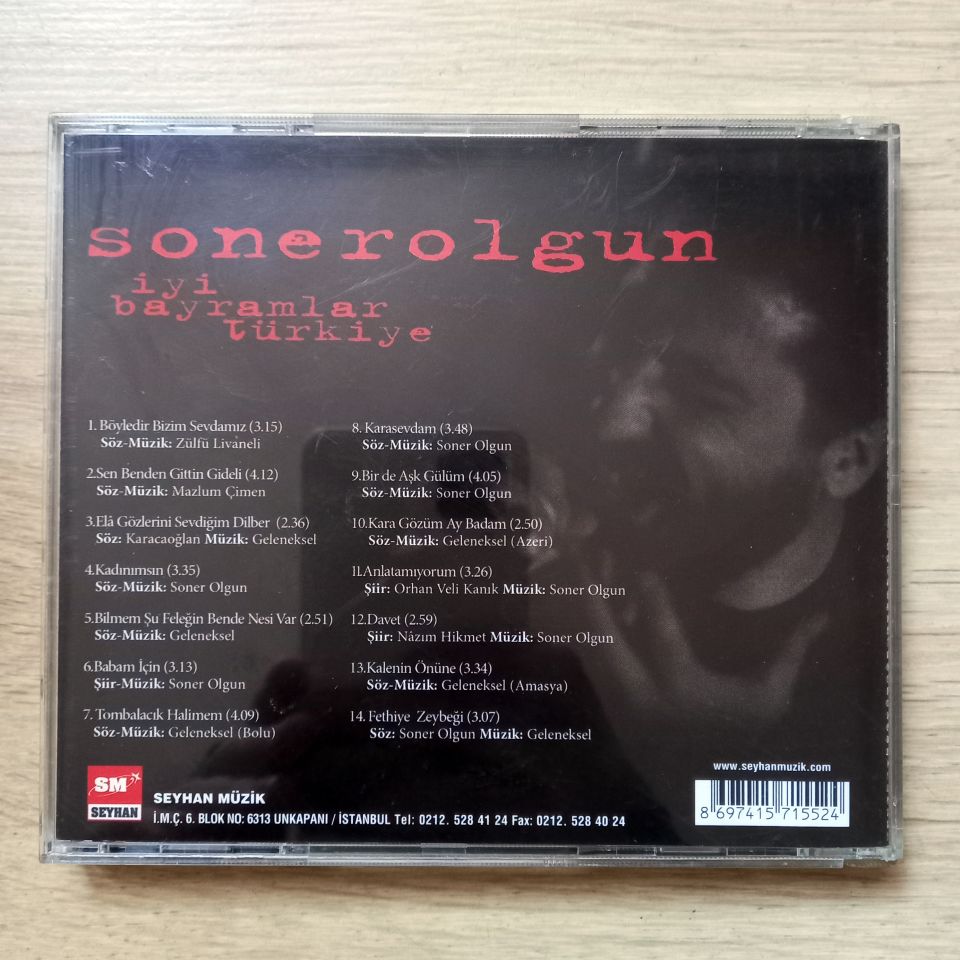 sonerolgun
iyi
bayramlar
türkiye
1. Böyledir Bizim Sevdamız (3.15)
Söz-Müzik: Zülfü Livaneli
2.Sen Benden Gittin Gideli (4.12)
Söz-Müzik: Mazlum Çimen
3.Elâ Gözlerini Sevdiğim Dilber (2.36)
Söz: Karacaoğlan Müzik: Geleneksel
4.Kadınımsın (3.35)
Söz-Müzik: Soner Olgun
5.Bilmem Şu Feleğin Bende Nesi Var (2.51)
Söz-Müzik: Geleneksel
6.Babam İçin (3.13)
Şiir-Müzik: Soner Olgun
7. Tombalacık Halimem (4.09)
Söz-Müzik: Geleneksel (Bolu)
8. Karasevdam (3.48)
Söz-Müzik: Soner Olgun
9.Bir de Aşk Gülüm (4.05)
Söz-Müzik: Soner Olgun
10.Kara Gözüm Ay Badam (2.50)
Söz-Müzik: Geleneksel (Azeri)
11.Anlatamıyorum (3.26)
Şiir: Orhan Veli Kanık Müzik: Soner Olgun
12.Davet (2.59)
Şiir: Nâzım Hikmet Müzik: Soner Olgun
13.Kalenin Önüne (3.34)
Söz-Müzik: Geleneksel (Amasya)
14. Fethiye Zeybeği (3.07)
Söz: Soner Olgun Müzik: Geleneksel
www.seyhanmuzik.com
SM
SEYHAN
SEYHAN MÜZİK
İ.M.Ç. 6. BLOK NO: 6313 UNKAPANI / İSTANBUL Tel: 0212. 528 41 24 Fax: 0212. 528 40 24
8 697415 715524